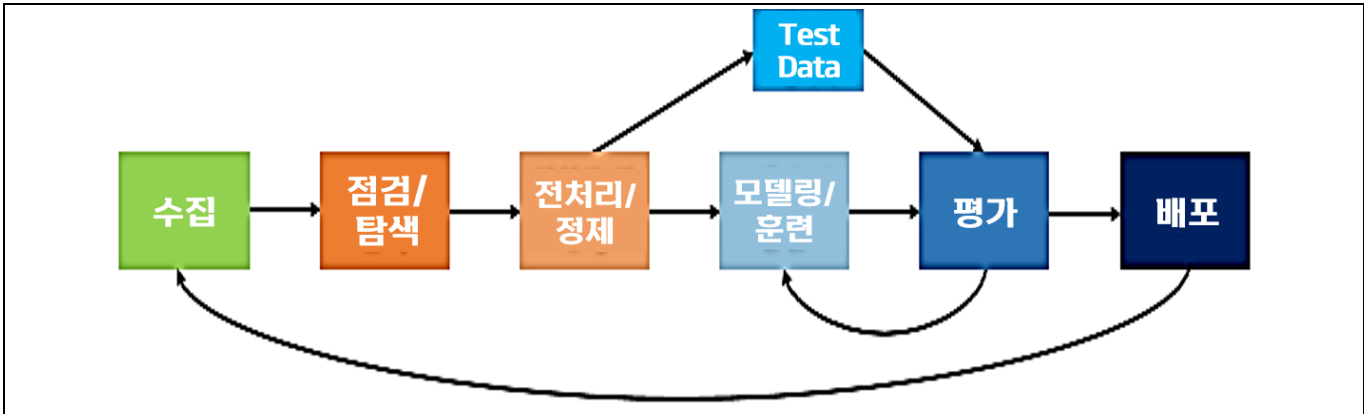 Test
Data
수집
점검/
탐색
전처리/
정제
모델링/
훈련
평가
배포